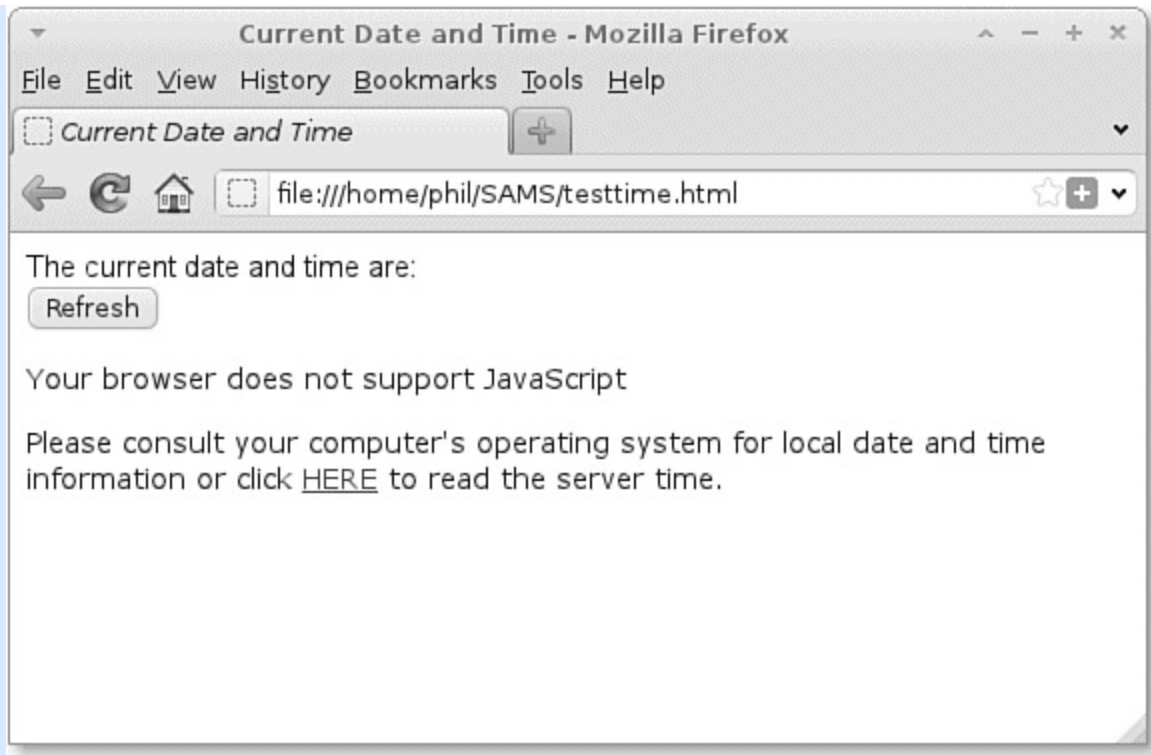 Current Date and Time - Mozilla Firefox
File Edit View History Bookmarks Tools Help
Current Date and Time
file:///home/phil/SAMS/testtime.html
The current date and time are:
Refresh
Your browser does not support JavaScript
Please consult your computer's operating system for local date and time
information or click HERE to read the server time.